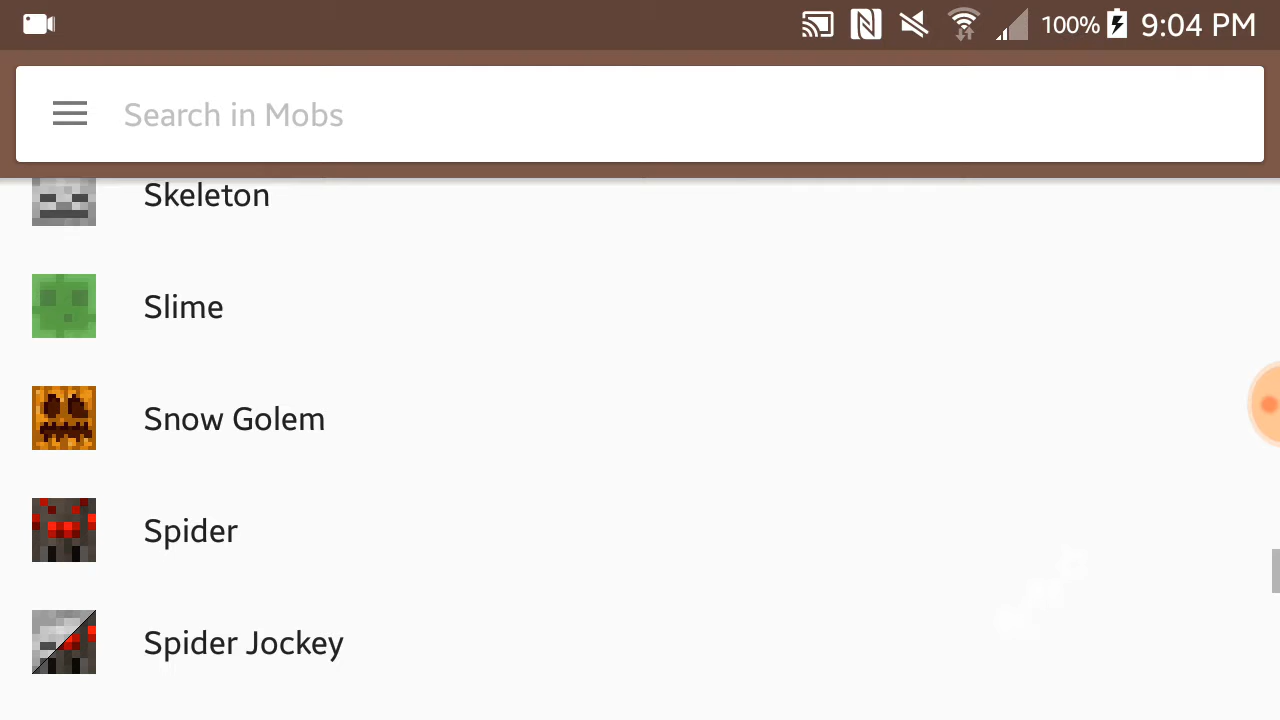 100% 9:04 PM
Search in Mobs
Skeleton
Slime
Snow Golem
Spider
Spider Jockey